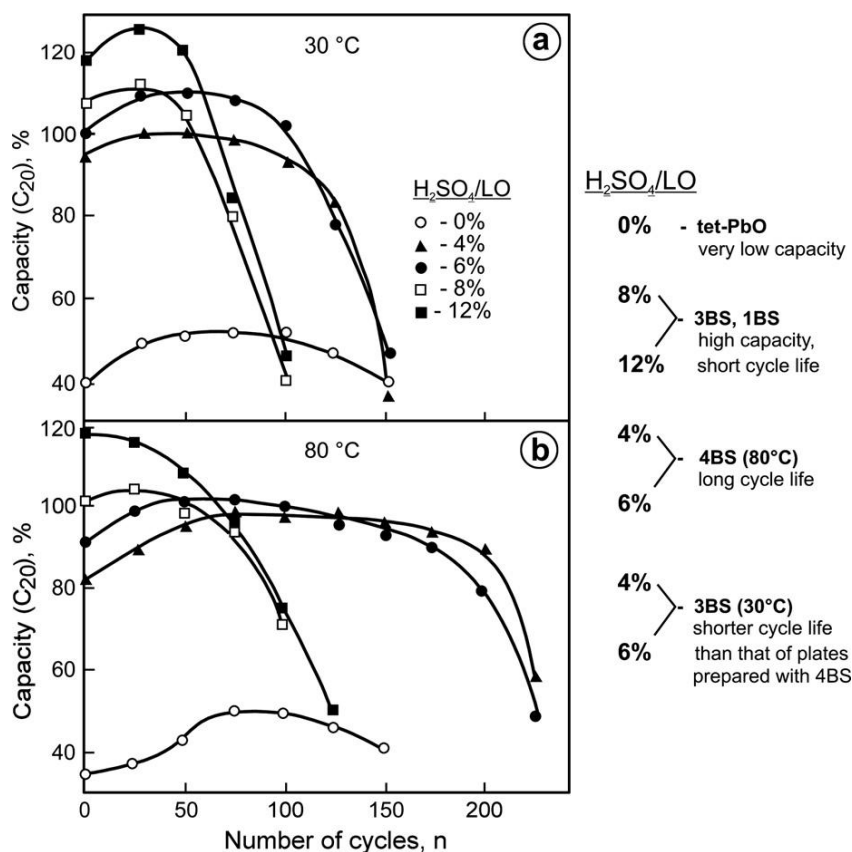 a
30 °C
120
100
80
60
40
Capacity (C20), %
H2SO4/LO
- 0%
- 4%
- 6%
- 8%
- 12%
b
80 °C
120
100
80
60
40
Capacity (C20), %
0
50
100
150
200
Number of cycles, n
H2SO4/LO
0% - tet-PbO
very low capacity
8%
- 3BS, 1BS
high capacity,
12% short cycle life
4%
- 4BS (80°C)
long cycle life
6%
4%
- 3BS (30°C)
shorter cycle life
6% than that of plates
prepared with 4BS